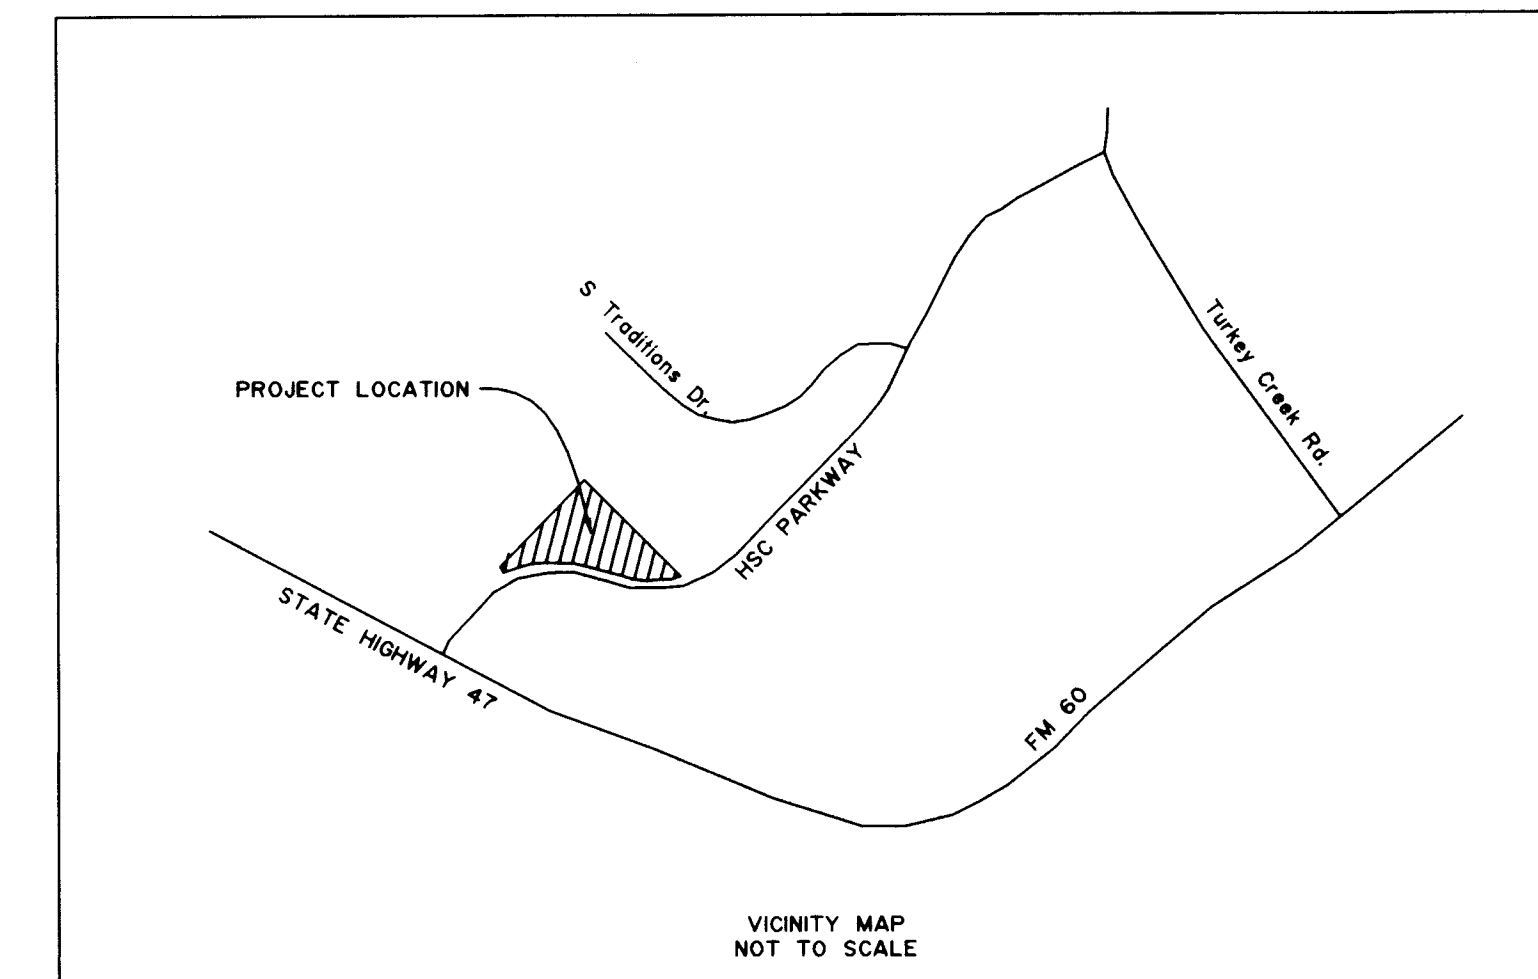 S Traditions Dr.
Turkey Creek Rd.
PROJECT LOCATION
HSC PARKWAY
STATE HIGHWAY 47
FM 60
VICINITY MAP
NOT TO SCALE